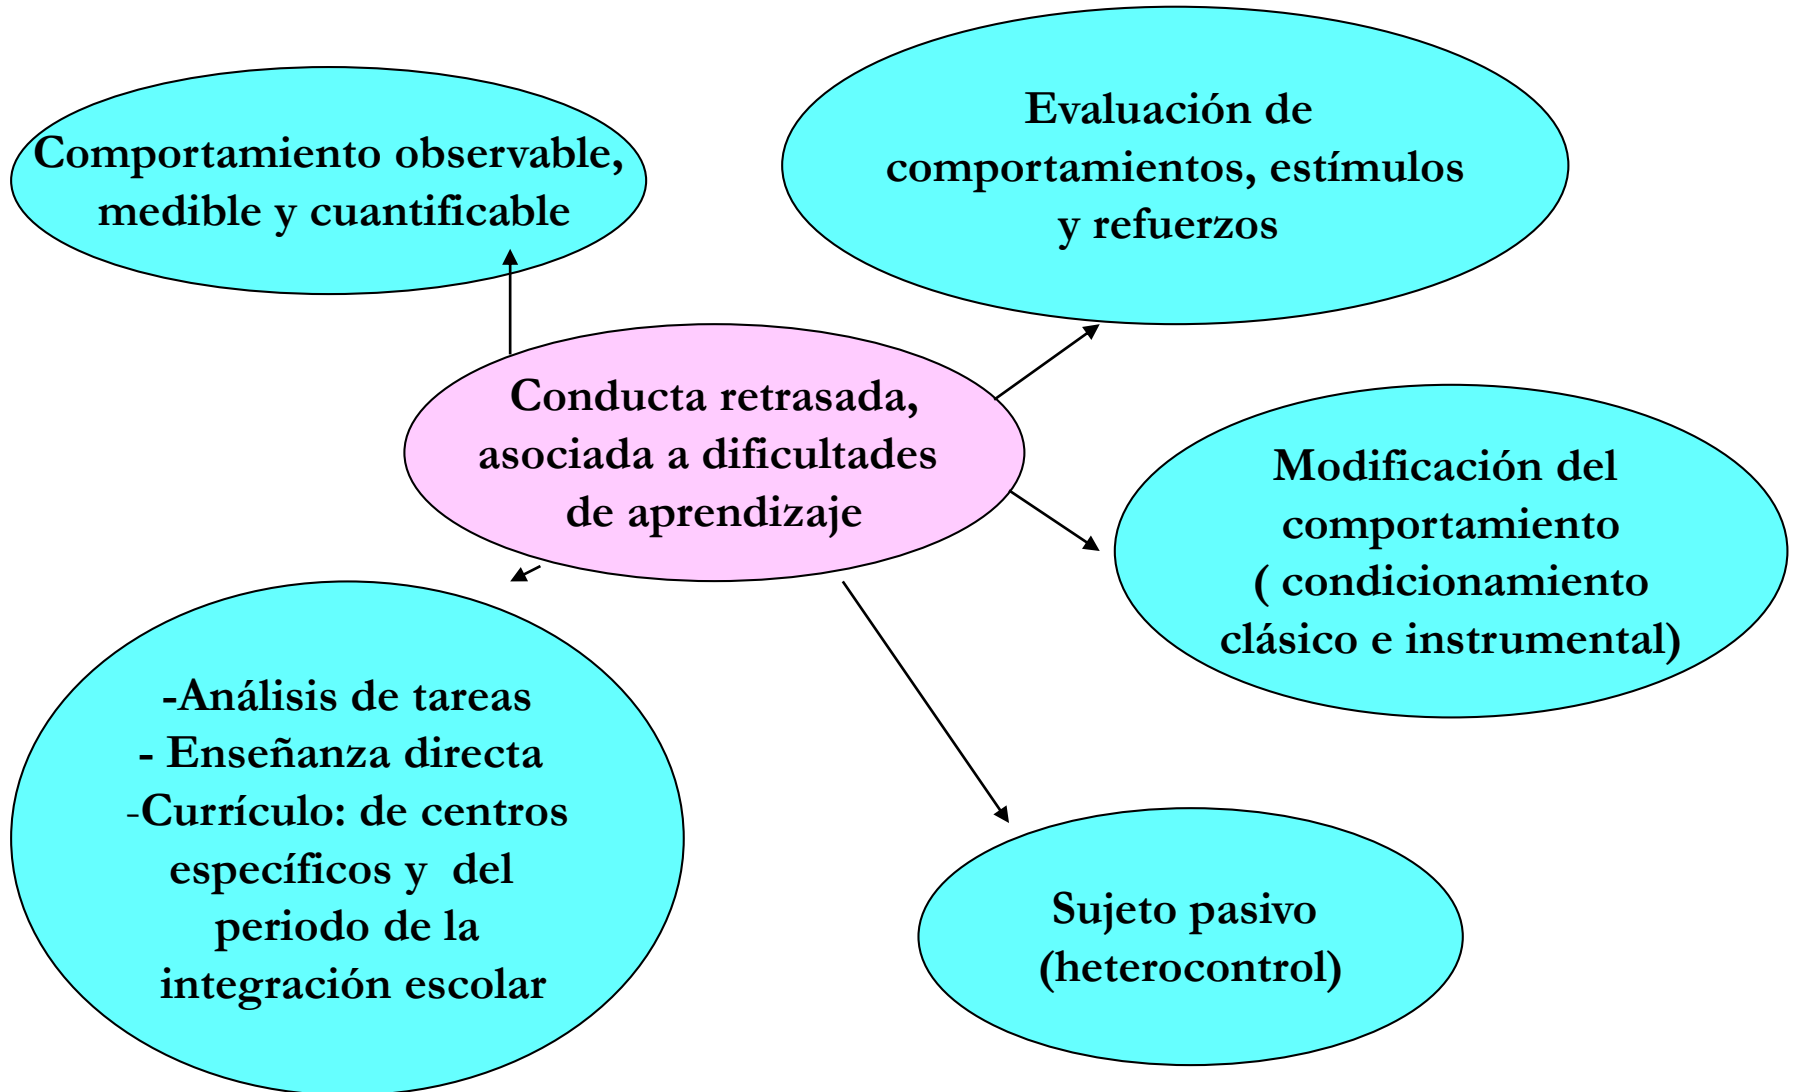 Comportamiento observable,
medible y cuantificable
Evaluación de
comportamientos, estímulos
y refuerzos
Conducta retrasada,
asociada a dificultades
de aprendizaje
Modificación del
comportamiento
( condicionamiento
clásico e instrumental)
-Análisis de tareas
- Enseñanza directa
-Currículo: de centros
específicos y  del
periodo de la
integración escolar
Sujeto pasivo
(heterocontrol)